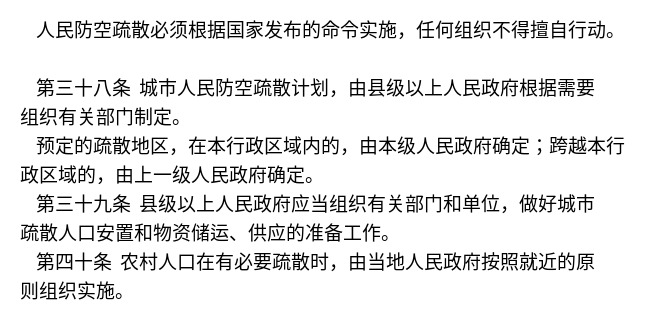 人民防空疏散必须根据国家发布的命令实施，任何组织不得擅自行动。
第三十八条 城市人民防空疏散计划，由县级以上人民政府根据需要
组织有关部门制定。
预定的疏散地区，在本行政区域内的，由本级人民政府确定；跨越本行
政区域的，由上一级人民政府确定。
第三十九条 县级以上人民政府应当组织有关部门和单位，做好城市
疏散人口安置和物资储运、供应的准备工作。
第四十条 农村人口在有必要疏散时，由当地人民政府按照就近的原
则组织实施。